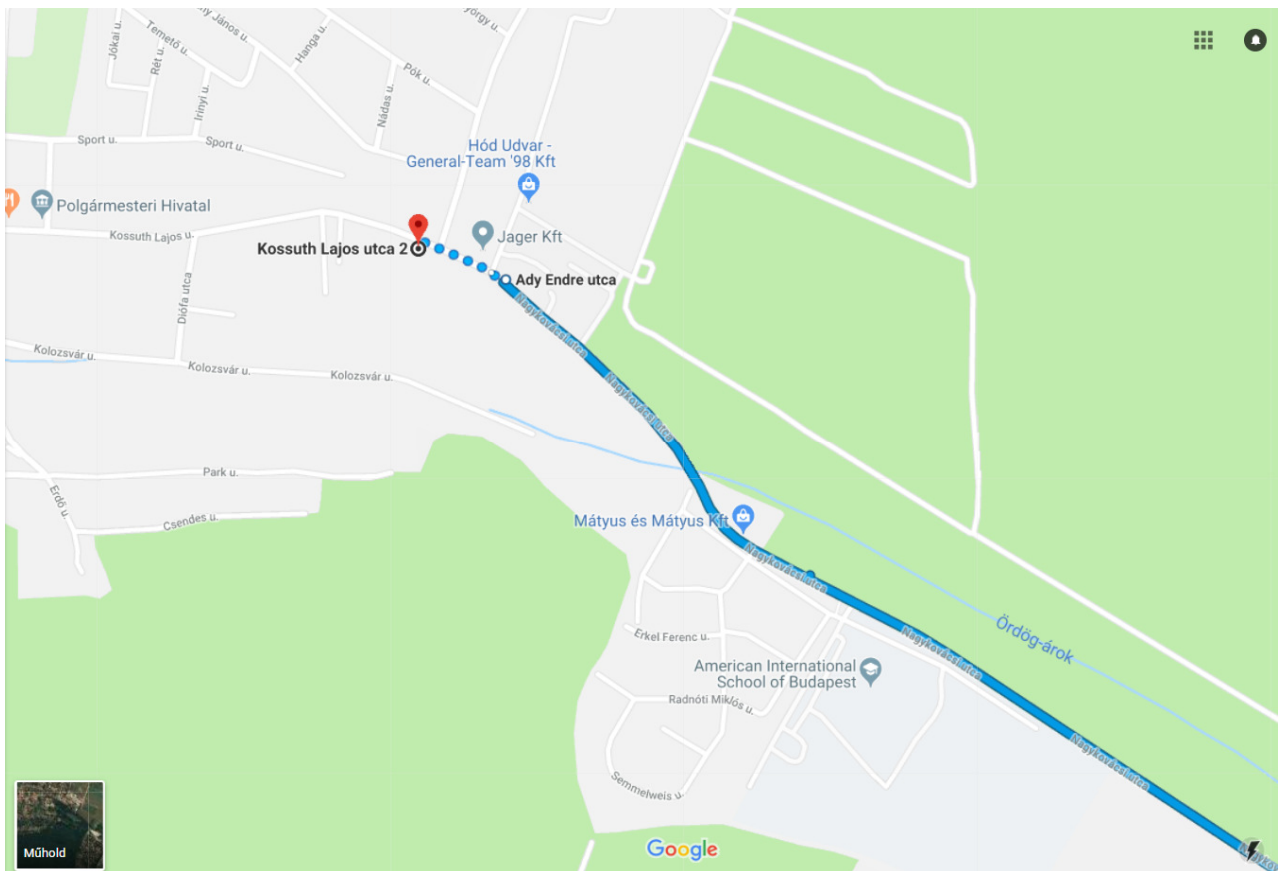 Jókai u.
Temető u.
Rét u.
Irinyi u.
János u.
Hanga u.
György u.
Pók u.
Nádas u.
Sport u.
Sport u.
Hód Udvar -
General-Team '98 Kft
Polgármesteri Hivatal
Kossuth Lajos u.
Kossuth Lajos utca 2
Jager Kft
Ady Endre utca
Diófa utca
Nagykovácsi utca
Kolozsvár u.
Kolozsvár u.
Kolozsvár u.
Nagykovácsi utca
Park u.
Erdő u.
Csendes u.
Mátyus és Mátyus Kft
Nagykovácsi utca
Erkel Ferenc u.
Ördög-árok
Nagykovácsi utca
American International
School of Budapest
Radnóti Miklós u.
Nagykovácsi utca
Semmelweis u.
Műhold
Google